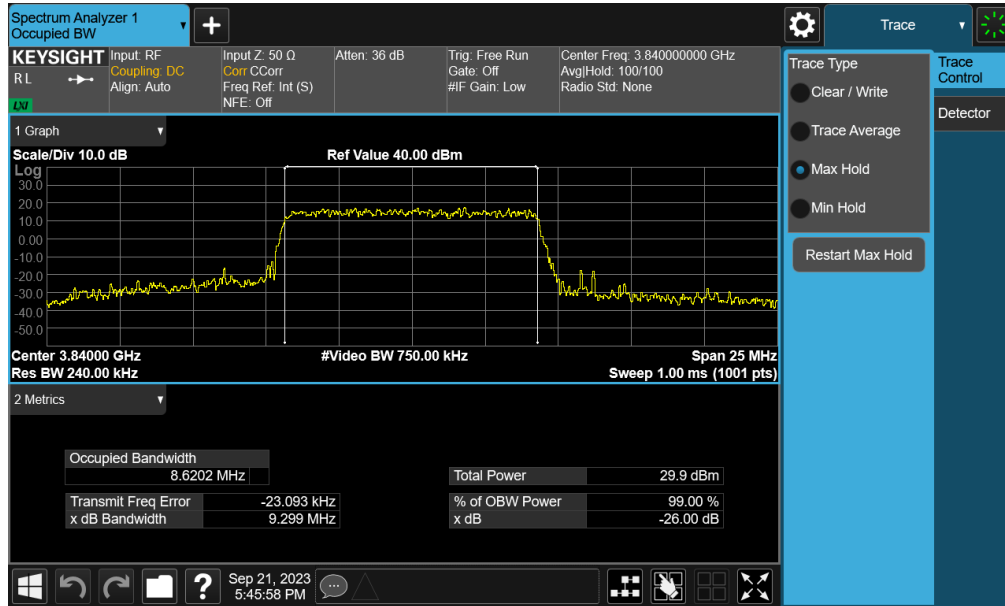 Spectrum Analyzer 1
Occupied BW
Trace
KEYSIGHT
R L
LXI
Input: RF
Coupling: DC
Align: Auto
Input Z: 50 Ω
Corr CCorr
Freq Ref: Int (S)
NFE: Off
Atten: 36 dB
Trig: Free Run
Gate: Off
#IF Gain: Low
Center Freq: 3.840000000 GHz
Avg|Hold: 100/100
Radio Std: None
Trace Type
Clear / Write
Trace Average
Max Hold
Min Hold
Restart Max Hold
Trace
Control
Detector
1 Graph
Scale/Div 10.0 dB
Ref Value 40.00 dBm
Log
30.0
20.0
10.0
0.00
-10.0
-20.0
-30.0
-40.0
-50.0
Center 3.84000 GHz
#Video BW 750.00 kHz
Span 25 MHz
Res BW 240.00 kHz
Sweep 1.00 ms (1001 pts)
2 Metrics
Occupied Bandwidth
8.6202 MHz
Total Power 29.9 dBm
Transmit Freq Error -23.093 kHz
% of OBW Power 99.00 %
x dB Bandwidth 9.299 MHz
x dB -26.00 dB
?
Sep 21, 2023
5:45:58 PM